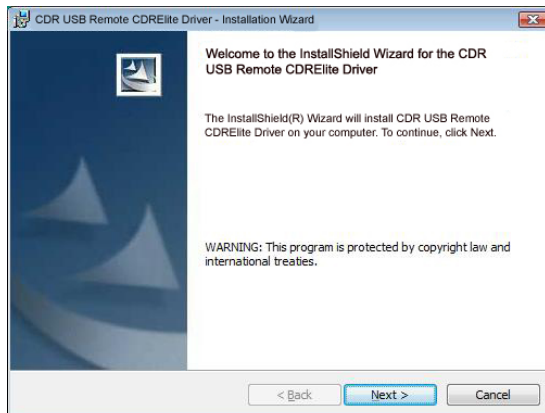 CDR USB Remote CDRElite Driver - Installation Wizard
Welcome to the InstallShield Wizard for the CDR
USB Remote CDRElite Driver
The InstallShield(R) Wizard will install CDR USB Remote
CDRElite Driver on your computer. To continue, click Next.
WARNING: This program is protected by copyright law and
international treaties.
< Back
Next >
Cancel